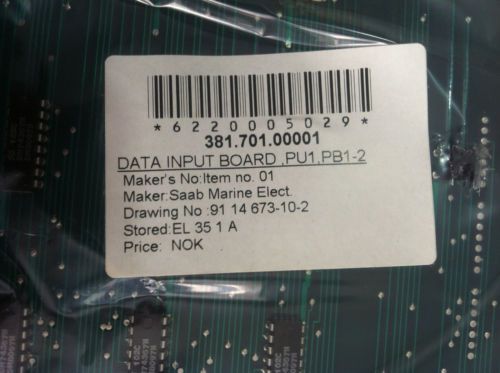 *6220005029*
381.701.00001
DATA INPUT BOARD ,PU1,PB1-2
Maker's No:Item no. 01
Maker:Saab Marine Elect.
Drawing No :91 14 673-10-2
Stored:EL 35 1 A
Price: NOK